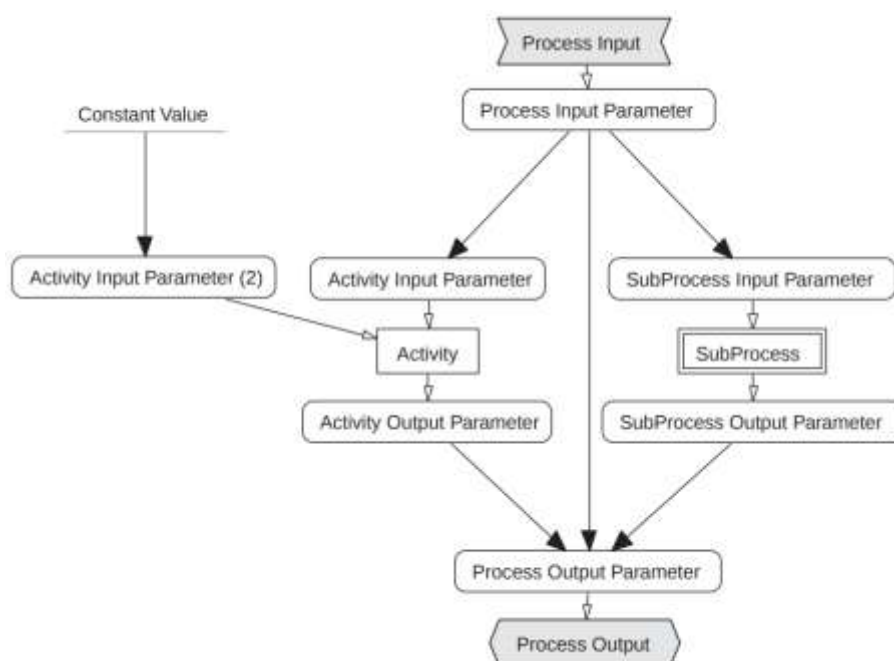 Process Input
Process Input Parameter
Constant Value
Activity Input Parameter (2)
Activity Input Parameter
SubProcess Input Parameter
Activity
SubProcess
Activity Output Parameter
SubProcess Output Parameter
Process Output Parameter
Process Output